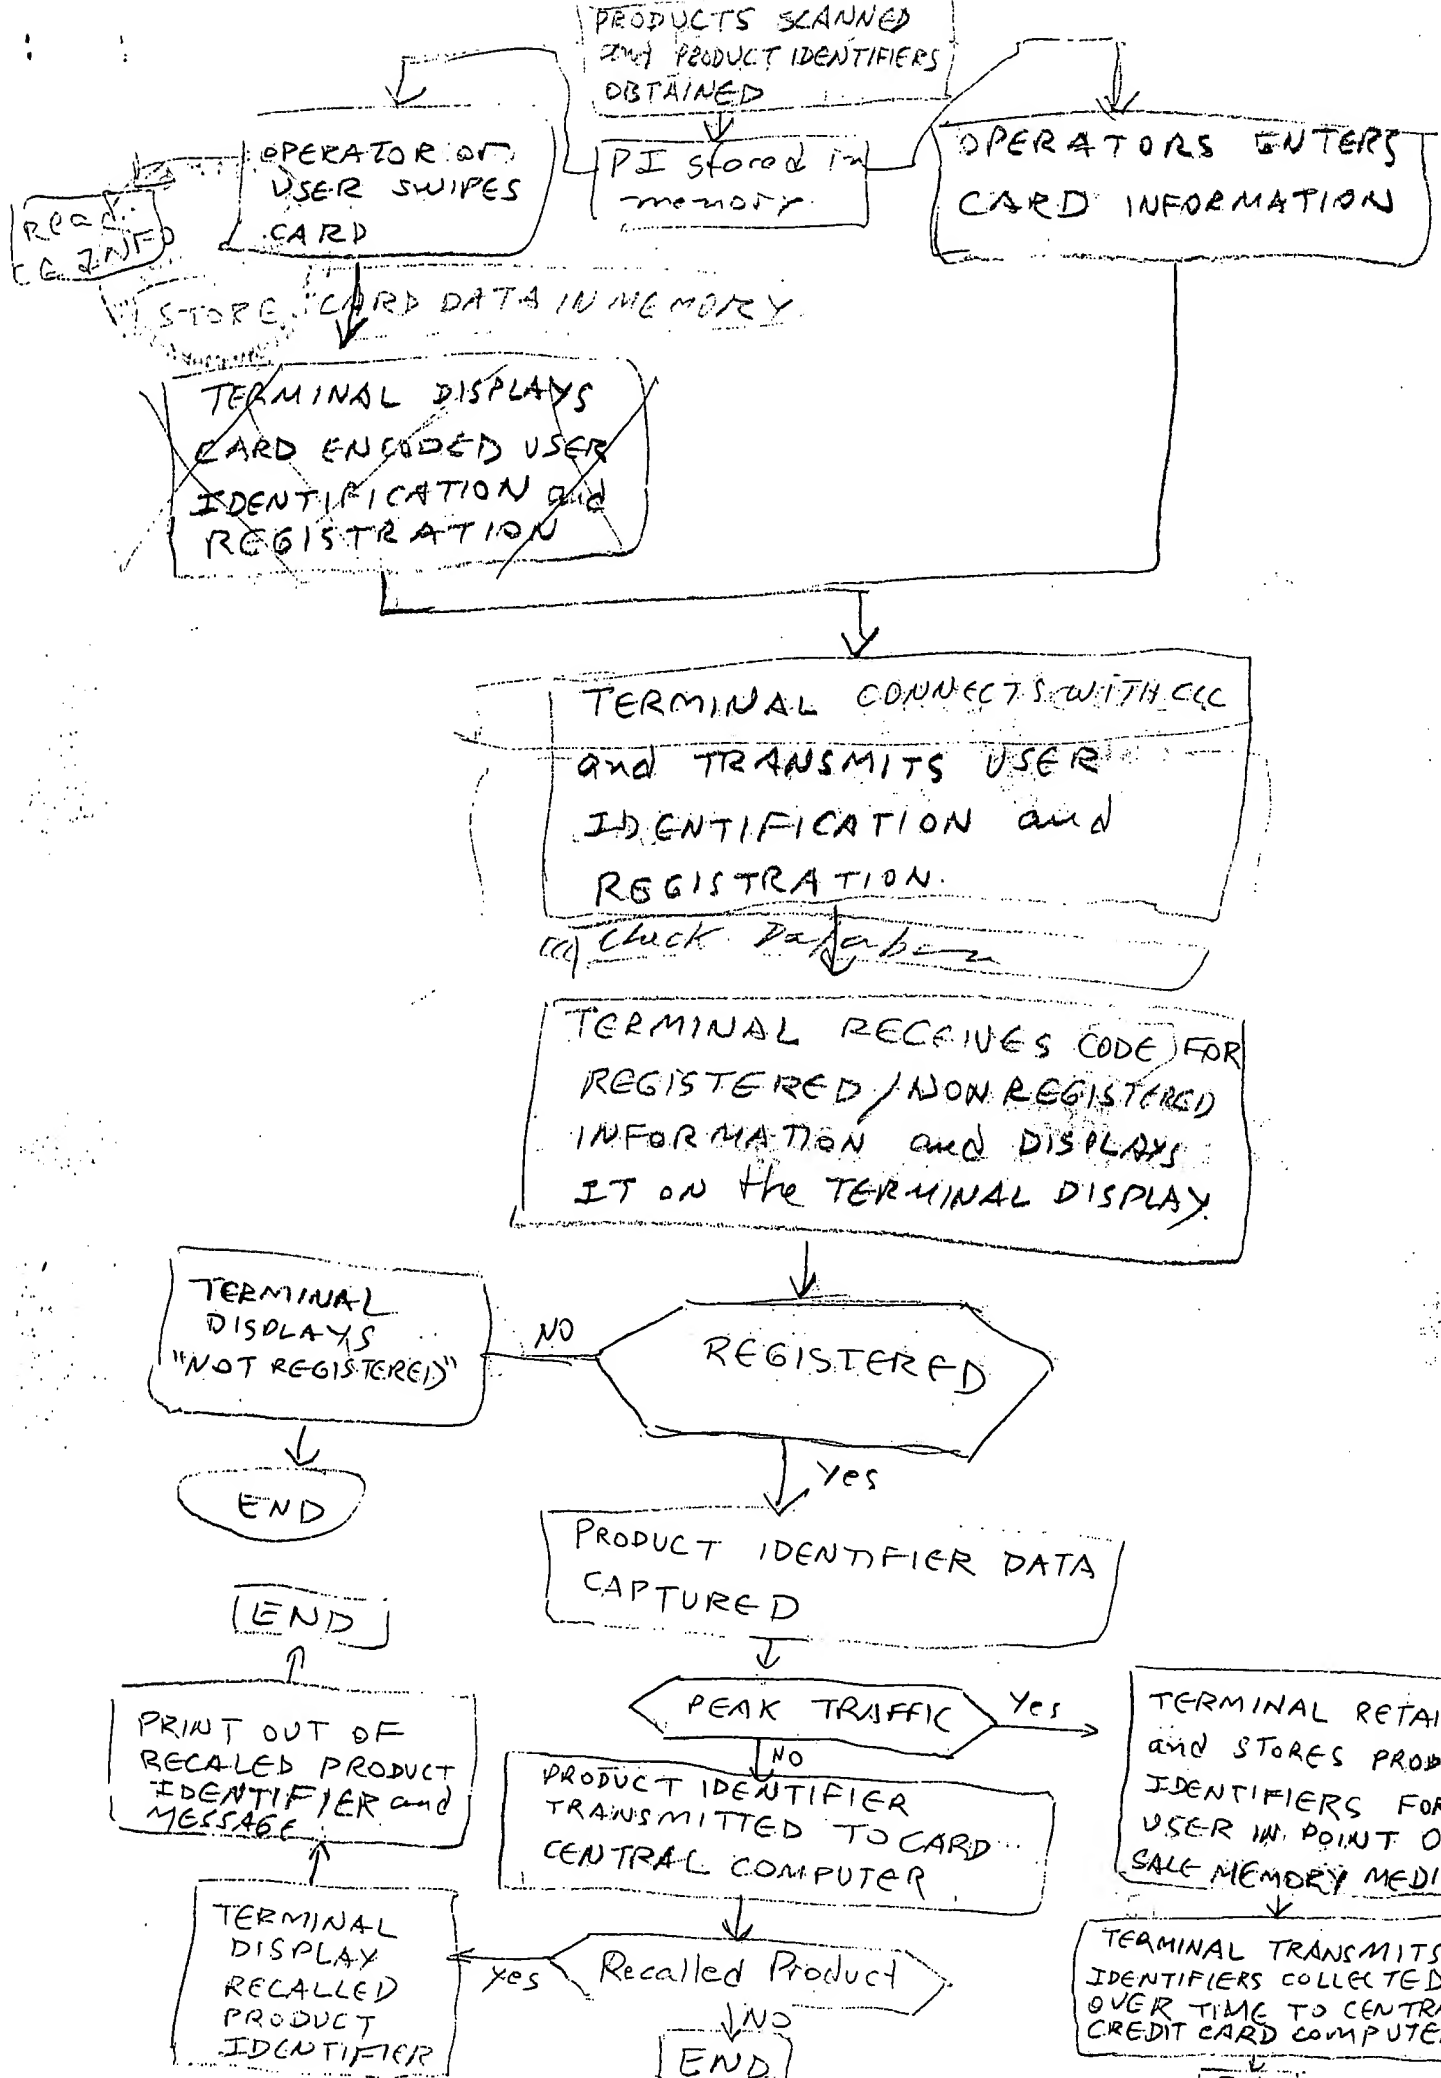 PRODUCTS SCANNED
and PRODUCT IDENTIFIERS
OBTAINED
OPERATOR or
USER SWIPES
CARD
PI stored in
memory.
OPERATORS ENTERS
CARD INFORMATION
Read
INFO
STORE CARD DATA IN MEMORY
TERMINAL DISPLAYS
CARD ENCODED USER
IDENTIFICATION and
REGISTRATION
TERMINAL CONNECTS WITH CCC
and TRANSMITS USER
IDENTIFICATION and
REGISTRATION.
Check Database
TERMINAL RECEIVES CODE FOR
REGISTERED/NON REGISTERED
INFORMATION and DISPLAYS
IT ON the TERMINAL DISPLAY.
TERMINAL
DISPLAYS
"NOT REGISTERED"
NO
REGISTERED
Yes
END
PRODUCT IDENTIFIER DATA
CAPTURED
END
PEAK TRAFFIC
Yes
NO
PRINT OUT OF
RECALED PRODUCT
IDENTIFIER and
MESSAGE
PRODUCT IDENTIFIER
TRANSMITTED TO CARD
CENTRAL COMPUTER
TERMINAL RETAI
and STORES PROD
IDENTIFIERS FOR
USER IN POINT O
SALE MEMORY MEDI
TERMINAL
DISPLAY
RECALLED
PRODUCT
IDENTIFIER
yes
Recalled Product
NO
END
TERMINAL TRANSMITS
IDENTIFIERS COLLECTED
OVER TIME TO CENTRA
CREDIT CARD COMPUTE